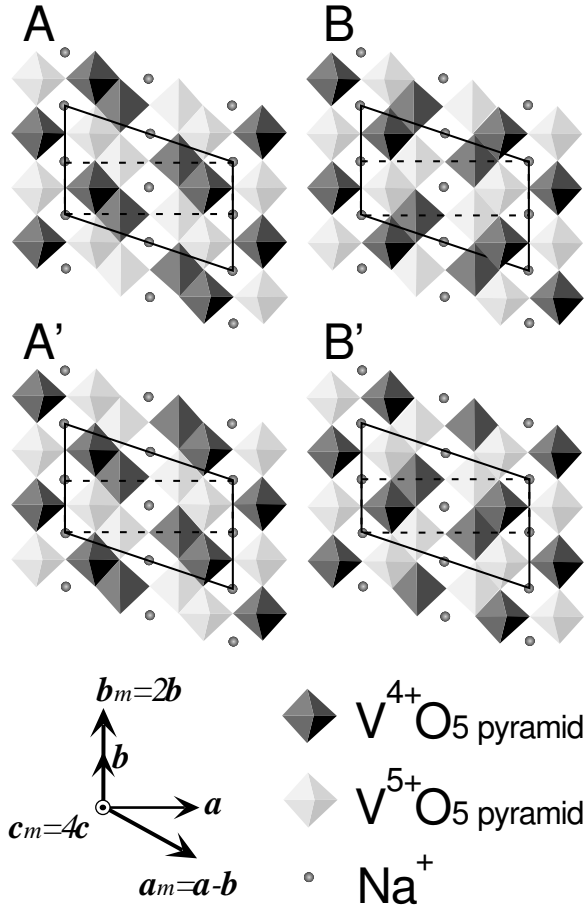 A
B
A’
B’
bm=2b
b
a
cm=4c
am=a-b
V4+O5 pyramid
V5+O5 pyramid
Na+